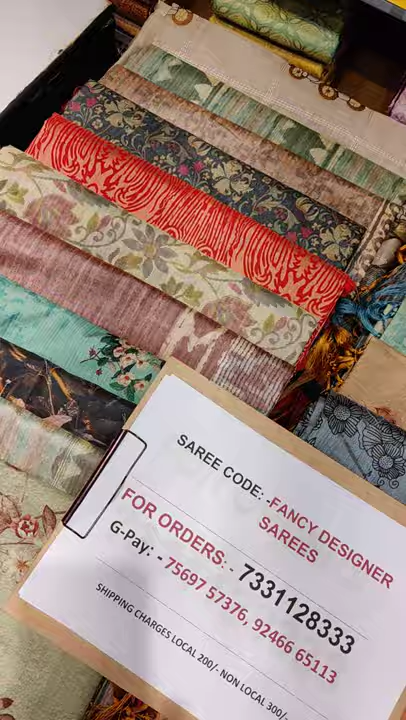 SAREE CODE: -FANCY DESIGNER
SAREES
FOR ORDERS: - 7331128333
G-Pay: - 75697 57376, 92466 65113
SHIPPING CHARGES LOCAL 200/- NON LOCAL 300/-